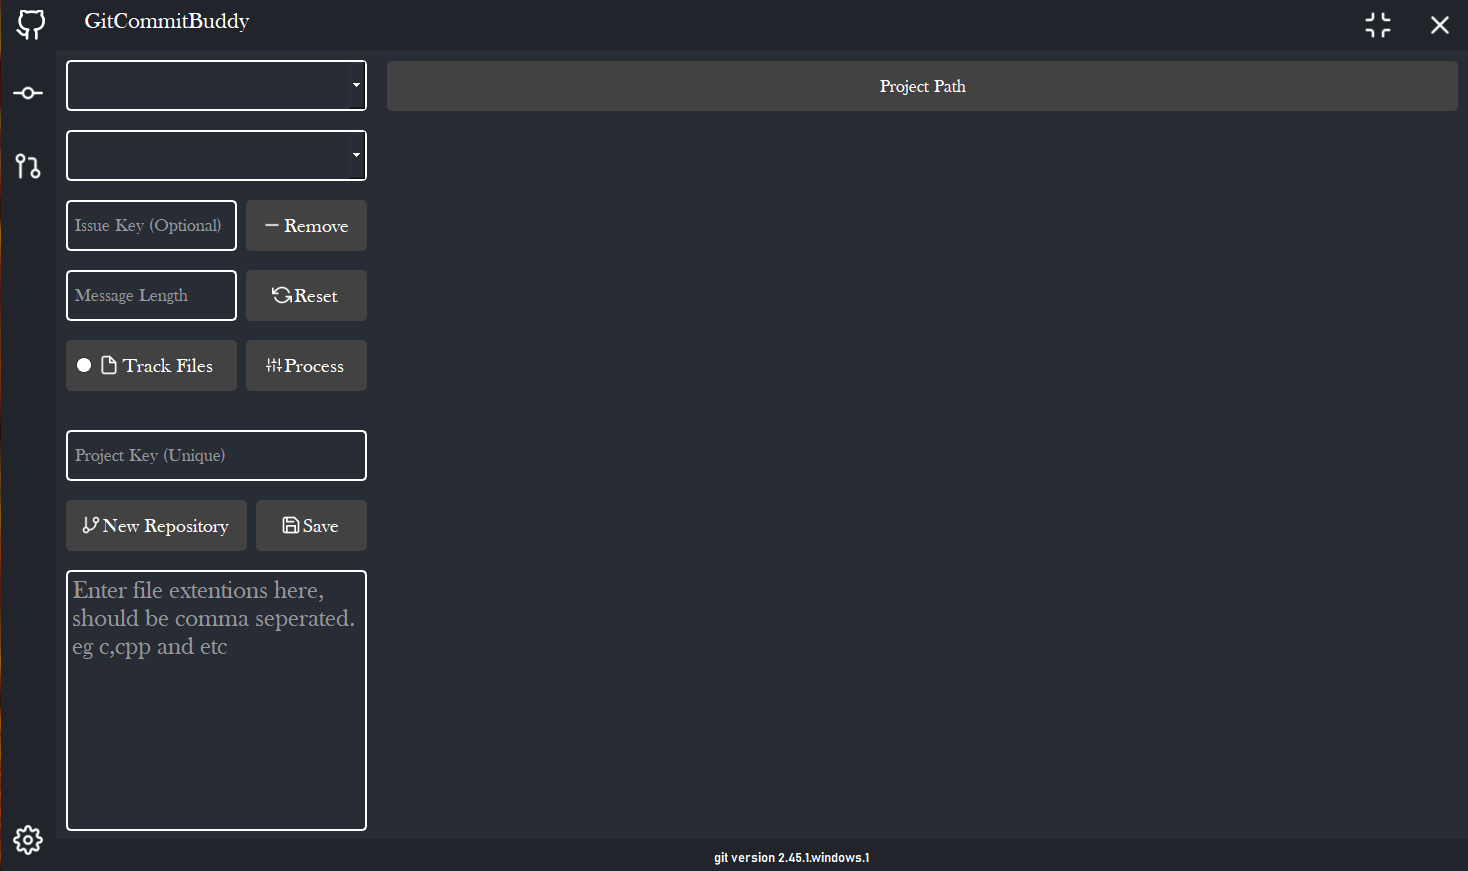 GitCommitBuddy
Project Path
Issue Key (Optional)
Remove
Message Length
Reset
Track Files
Process
Project Key (Unique)
New Repository
Save
Enter file extentions here,
should be comma seperated.
eg c,cpp and etc
git version 2.45.1.windows.1